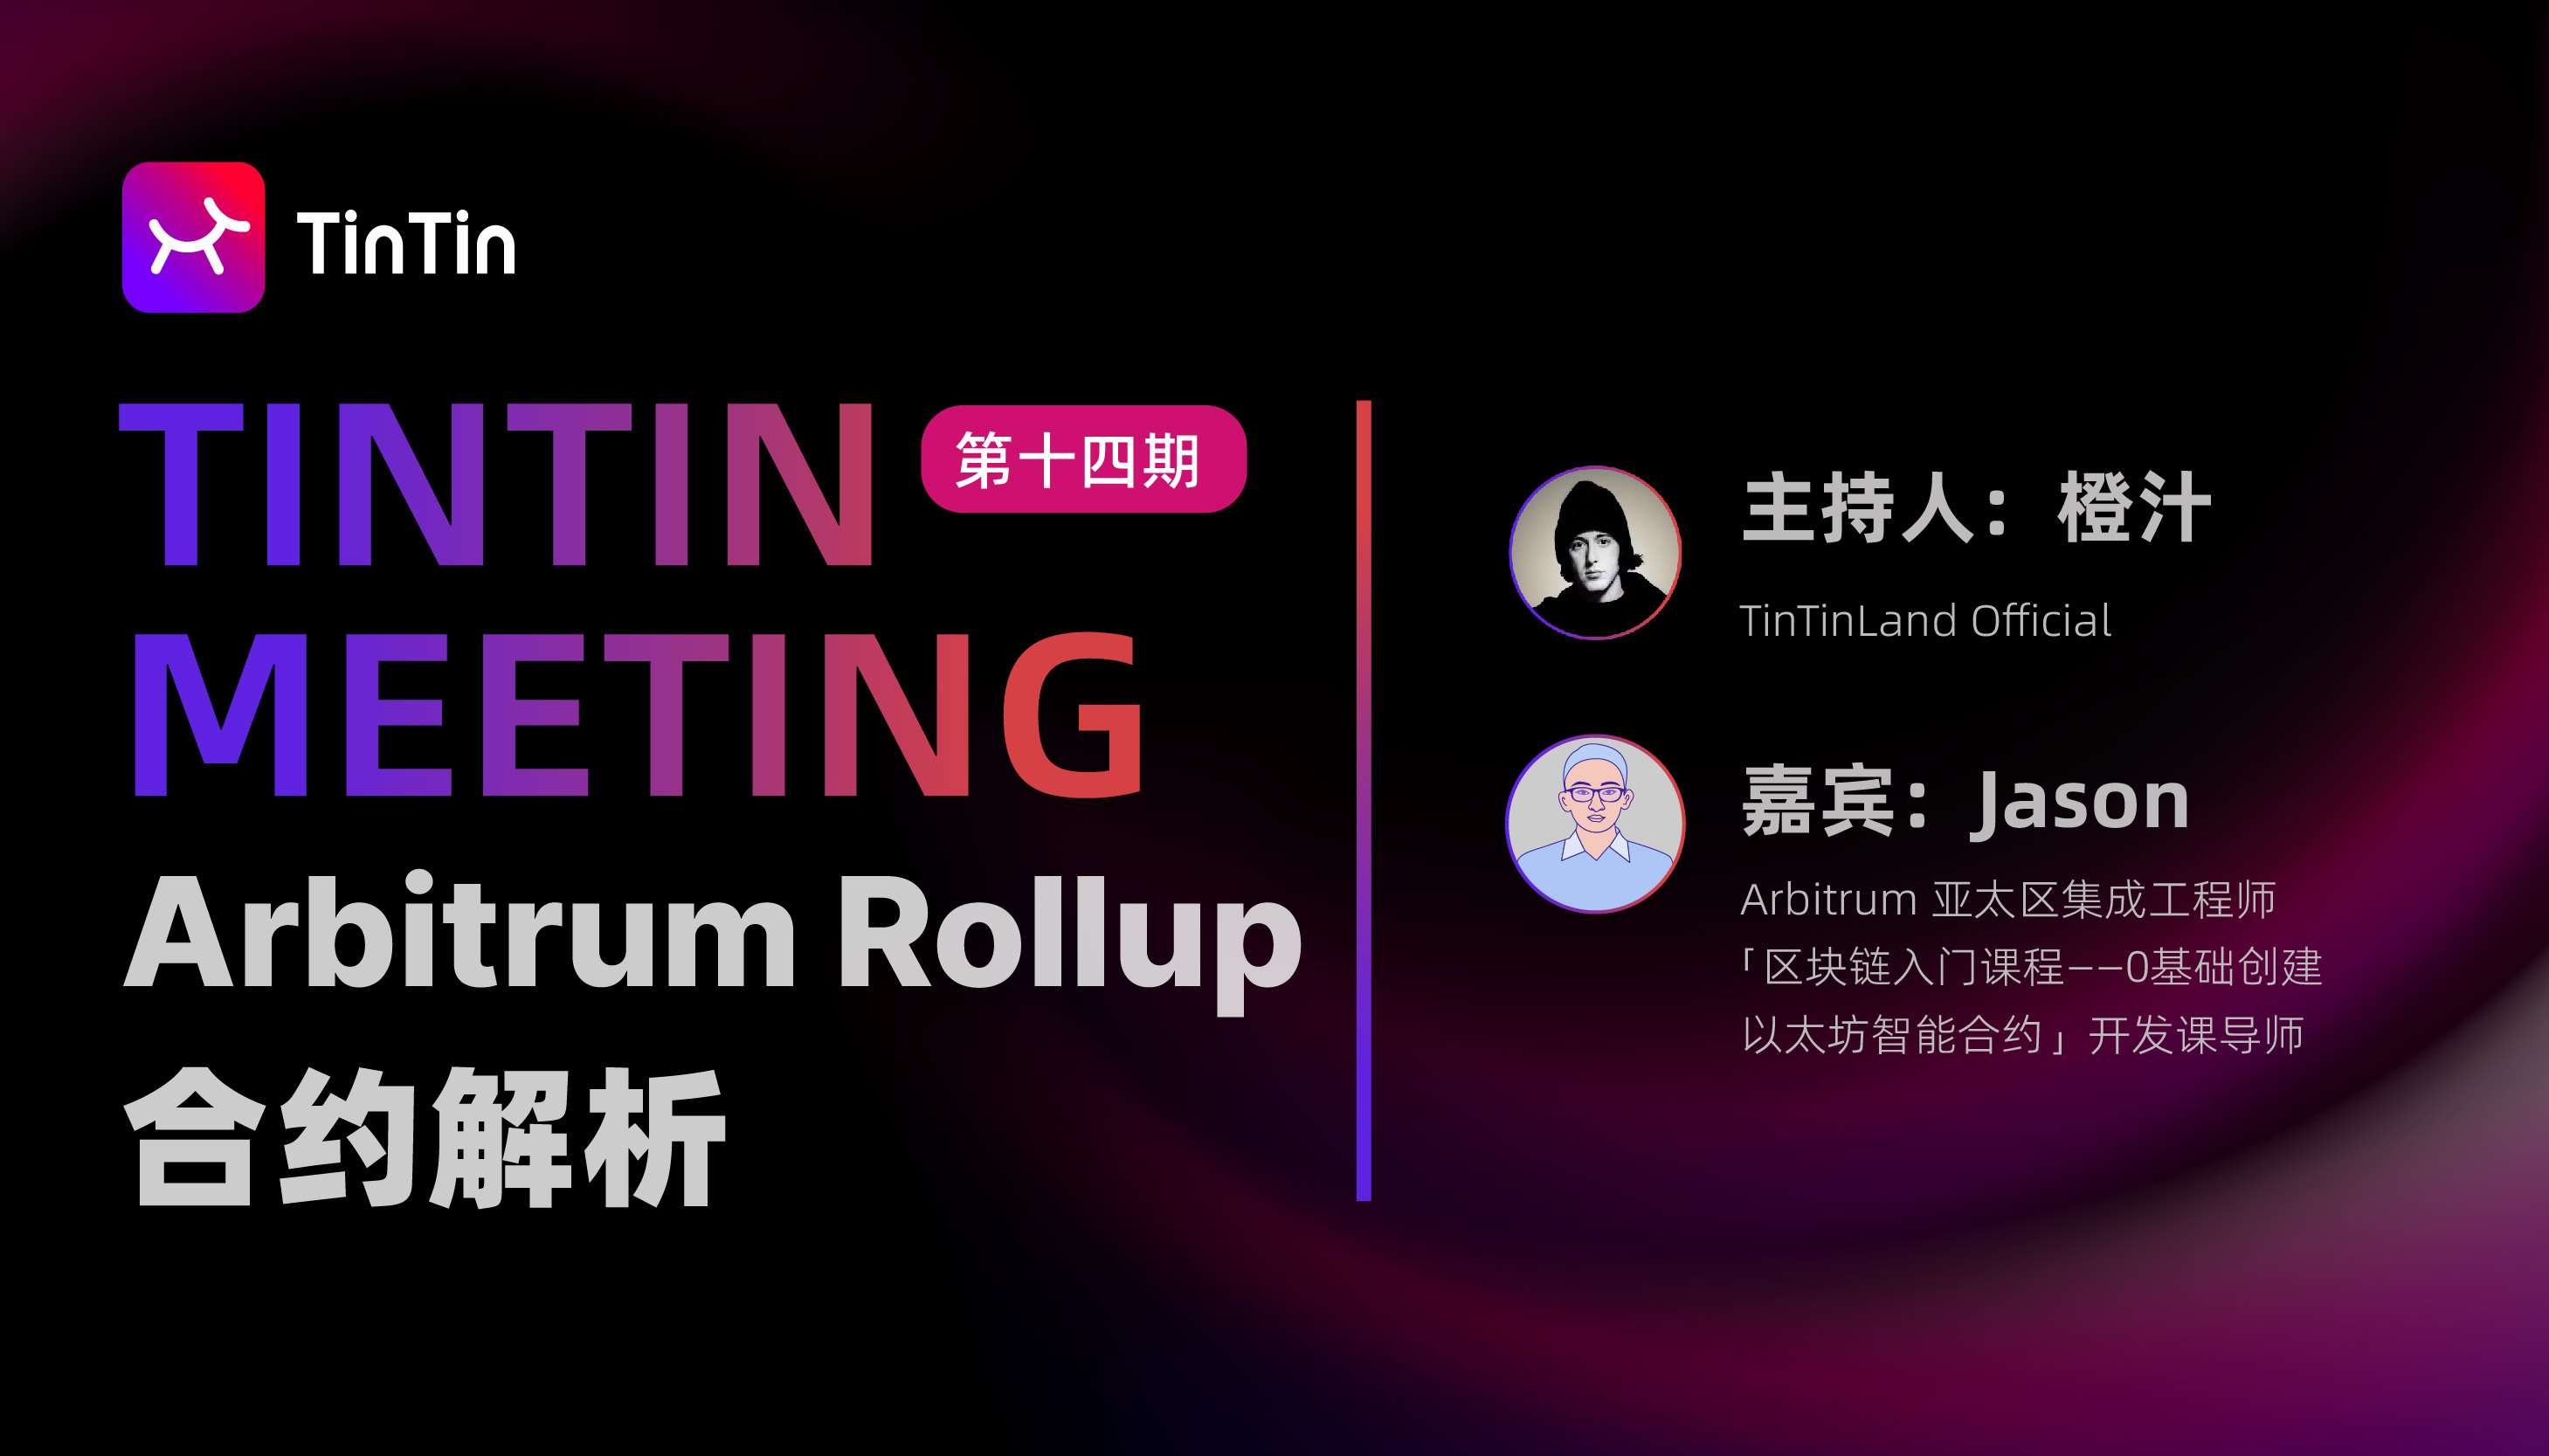 TinTin
TINTIN
第十四期
MEETING
Arbitrum Rollup
合约解析
主持人：橙汁
TinTinLand Official
嘉宾：Jason
Arbitrum 亚太区集成工程师
「区块链入门课程——0基础创建
以太坊智能合约」开发课导师